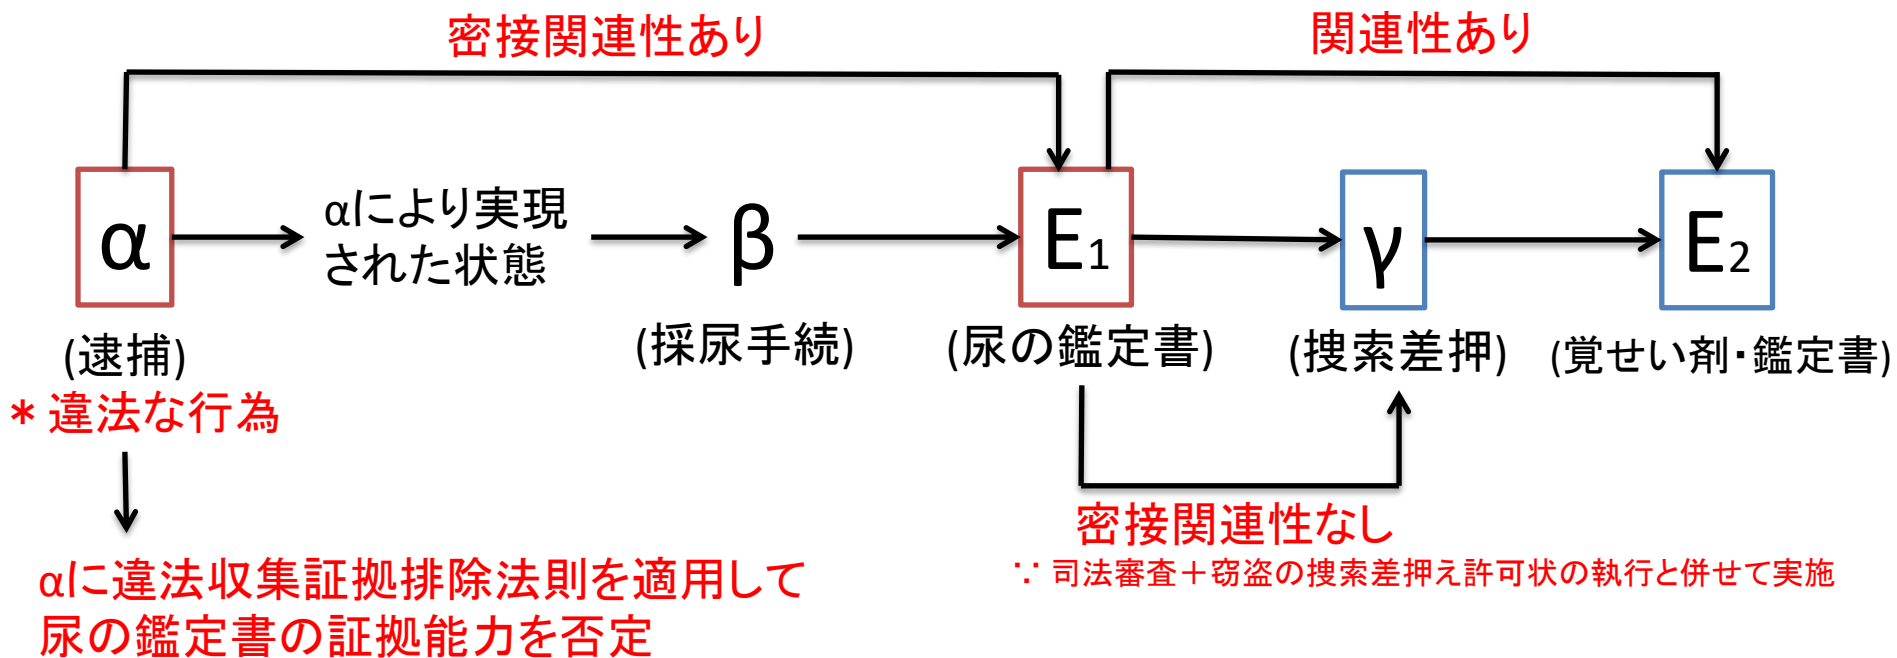 密接関連性あり
関連性あり
α
αにより実現
された状態
β
E1
γ
E2
(逮捕)
(採尿手続)
(尿の鑑定書)
(捜索差押)
(覚せい剤・鑑定書)
* 違法な行為
密接関連性なし
∵ 司法審査＋窃盗の捜索差押え許可状の執行と併せて実施
αに違法収集証拠排除法則を適用して
尿の鑑定書の証拠能力を否定